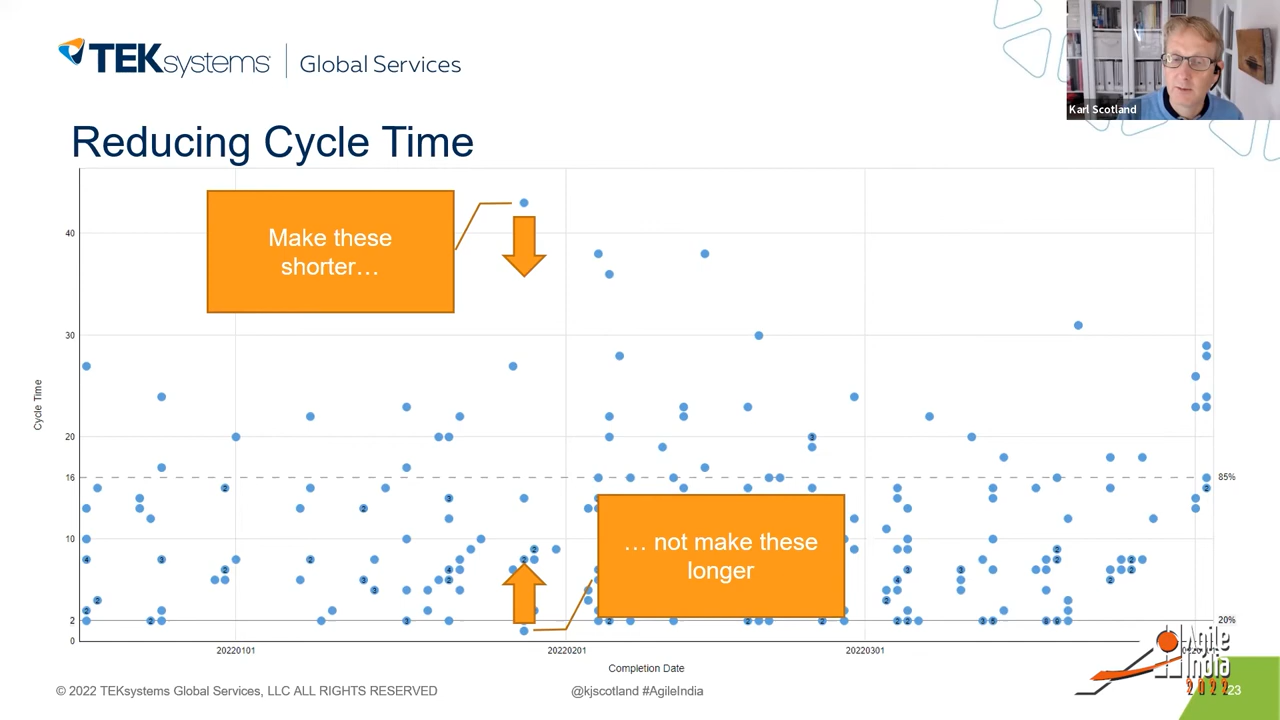 TEKsystems Global Services
Karl Scotland
Reducing Cycle Time
Make these
shorter…
… not make these
longer
Cycle Time
40
30
20
16
10
2
0
85%
20%
20220101
20220201
20220301
Completion Date
© 2022 TEKsystems Global Services, LLC ALL RIGHTS RESERVED
@kjscotland #AgileIndia
Agile
India
2022
23